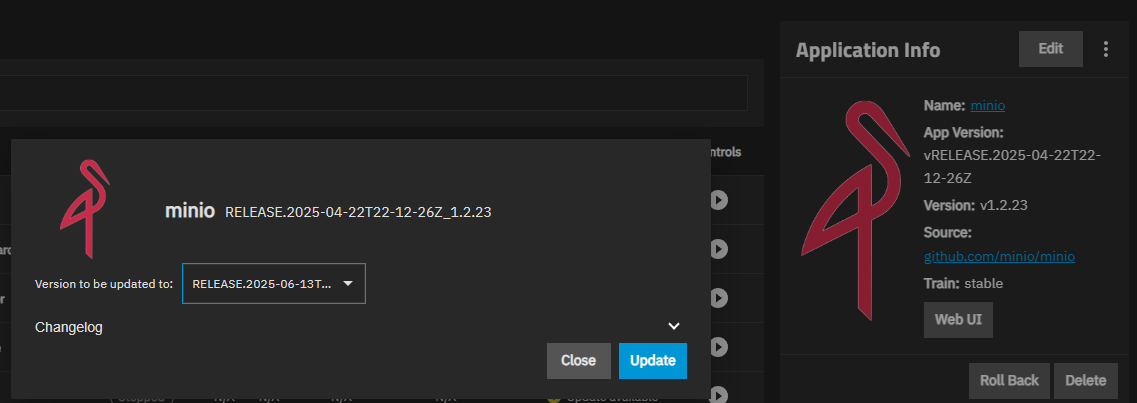 Application Info
Edit
Name: minio
App Version:
vRELEASE.2025-04-22T22-
12-26Z
Version: v1.2.23
Source:
github.com/minio/minio
Train: stable
Web UI
Roll Back
Delete
ntrols
minio RELEASE.2025-04-22T22-12-26Z_1.2.23
Version to be updated to: RELEASE.2025-06-13T...
Changelog
Close
Update
N/A N/A N/A N/A Update available